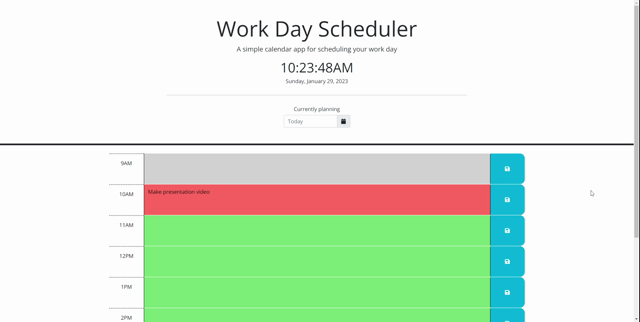 Work Day Scheduler
A simple calendar app for scheduling your work day
10:23:48AM
Sunday, January 29, 2023
Currently planning
Today
9AM
10AM
Make presentation video
11AM
12PM
1PM
2PM